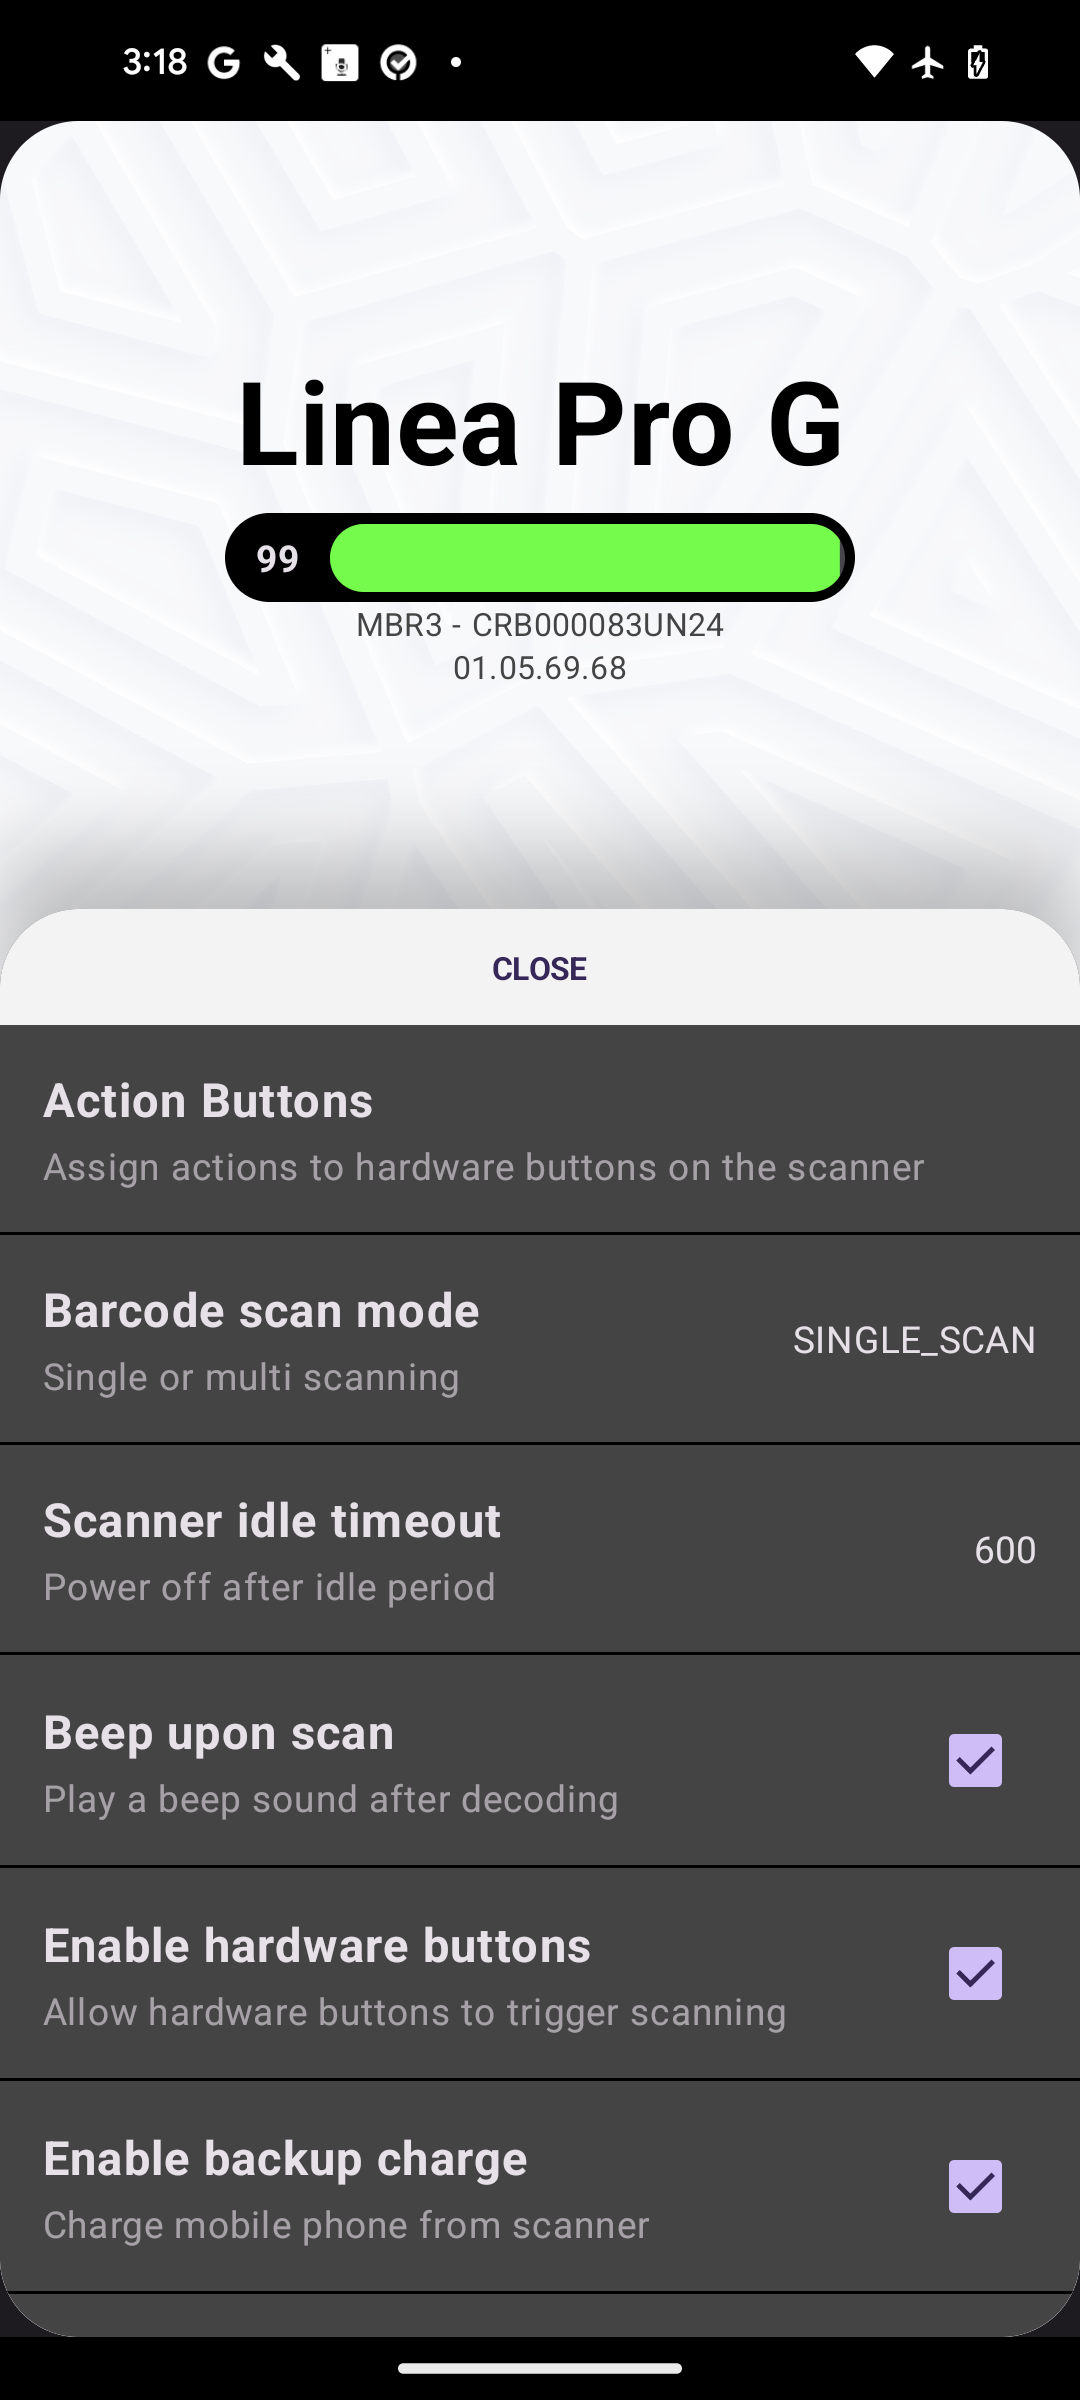 3:18
Linea Pro G
99
MBR3 - CRB000083UN24
01.05.69.68
CLOSE
Action Buttons
Assign actions to hardware buttons on the scanner
Barcode scan mode
Single or multi scanning
SINGLE_SCAN
Scanner idle timeout
Power off after idle period
600
Beep upon scan
Play a beep sound after decoding
Enable hardware buttons
Allow hardware buttons to trigger scanning
Enable backup charge
Charge mobile phone from scanner